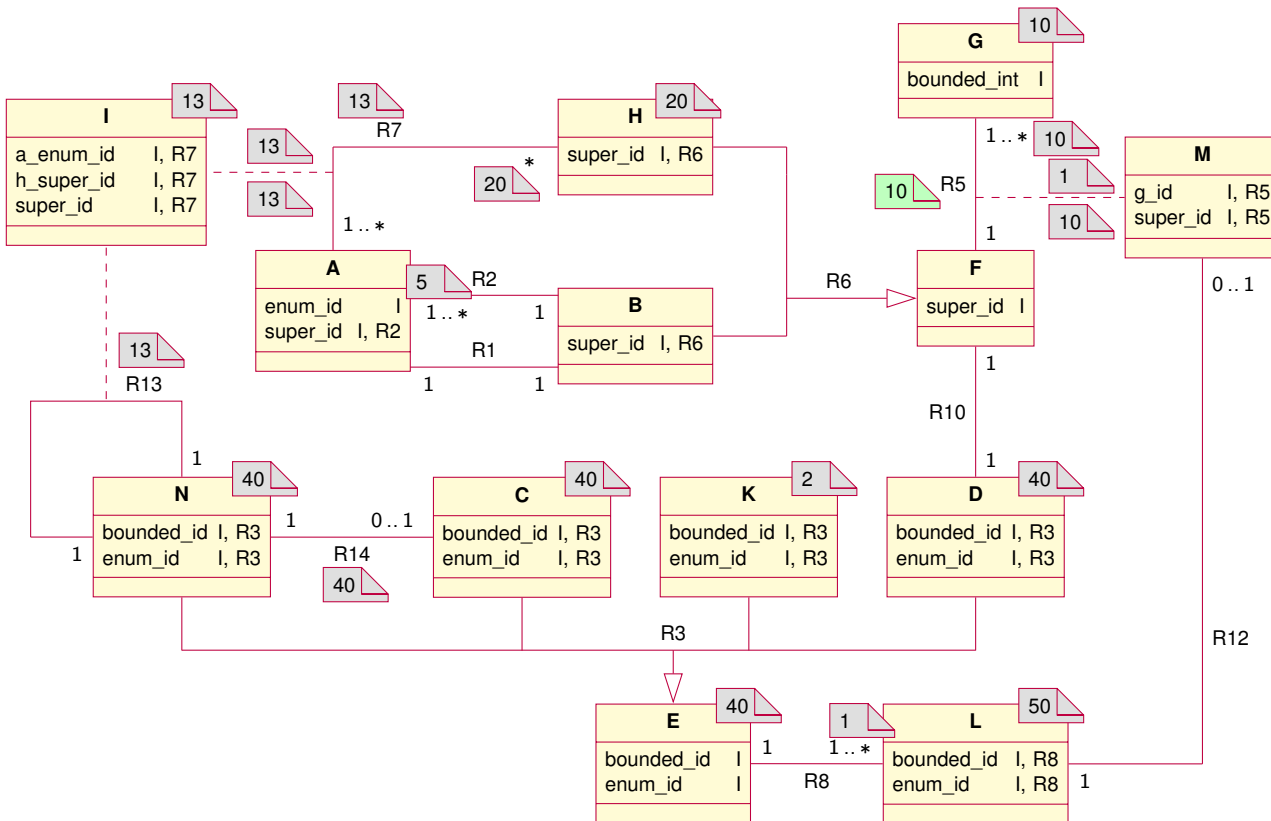 G
10
bounded_int I
1 .. *
10
I
13
a_enum_id I, R7
h_super_id I, R7
super_id I, R7
13
R7
13
13
H
20
super_id I, R6
*
20
1 .. *
M
g_id I, R5
super_id I, R5
1
10
R5
10
1
0 .. 1
A
5
enum_id I
super_id I, R2
R2
1 .. *
1
R1
1
1
B
super_id I, R6
R6
F
super_id I
1
R10
1
13
R13
1
1
N
40
bounded_id I, R3
enum_id I, R3
1
0 .. 1
R14
40
C
40
bounded_id I, R3
enum_id I, R3
K
2
bounded_id I, R3
enum_id I, R3
D
40
bounded_id I, R3
enum_id I, R3
R3
R12
E
40
bounded_id I
enum_id I
1
1
1 .. *
R8
L
50
bounded_id I, R8
enum_id I, R8
1